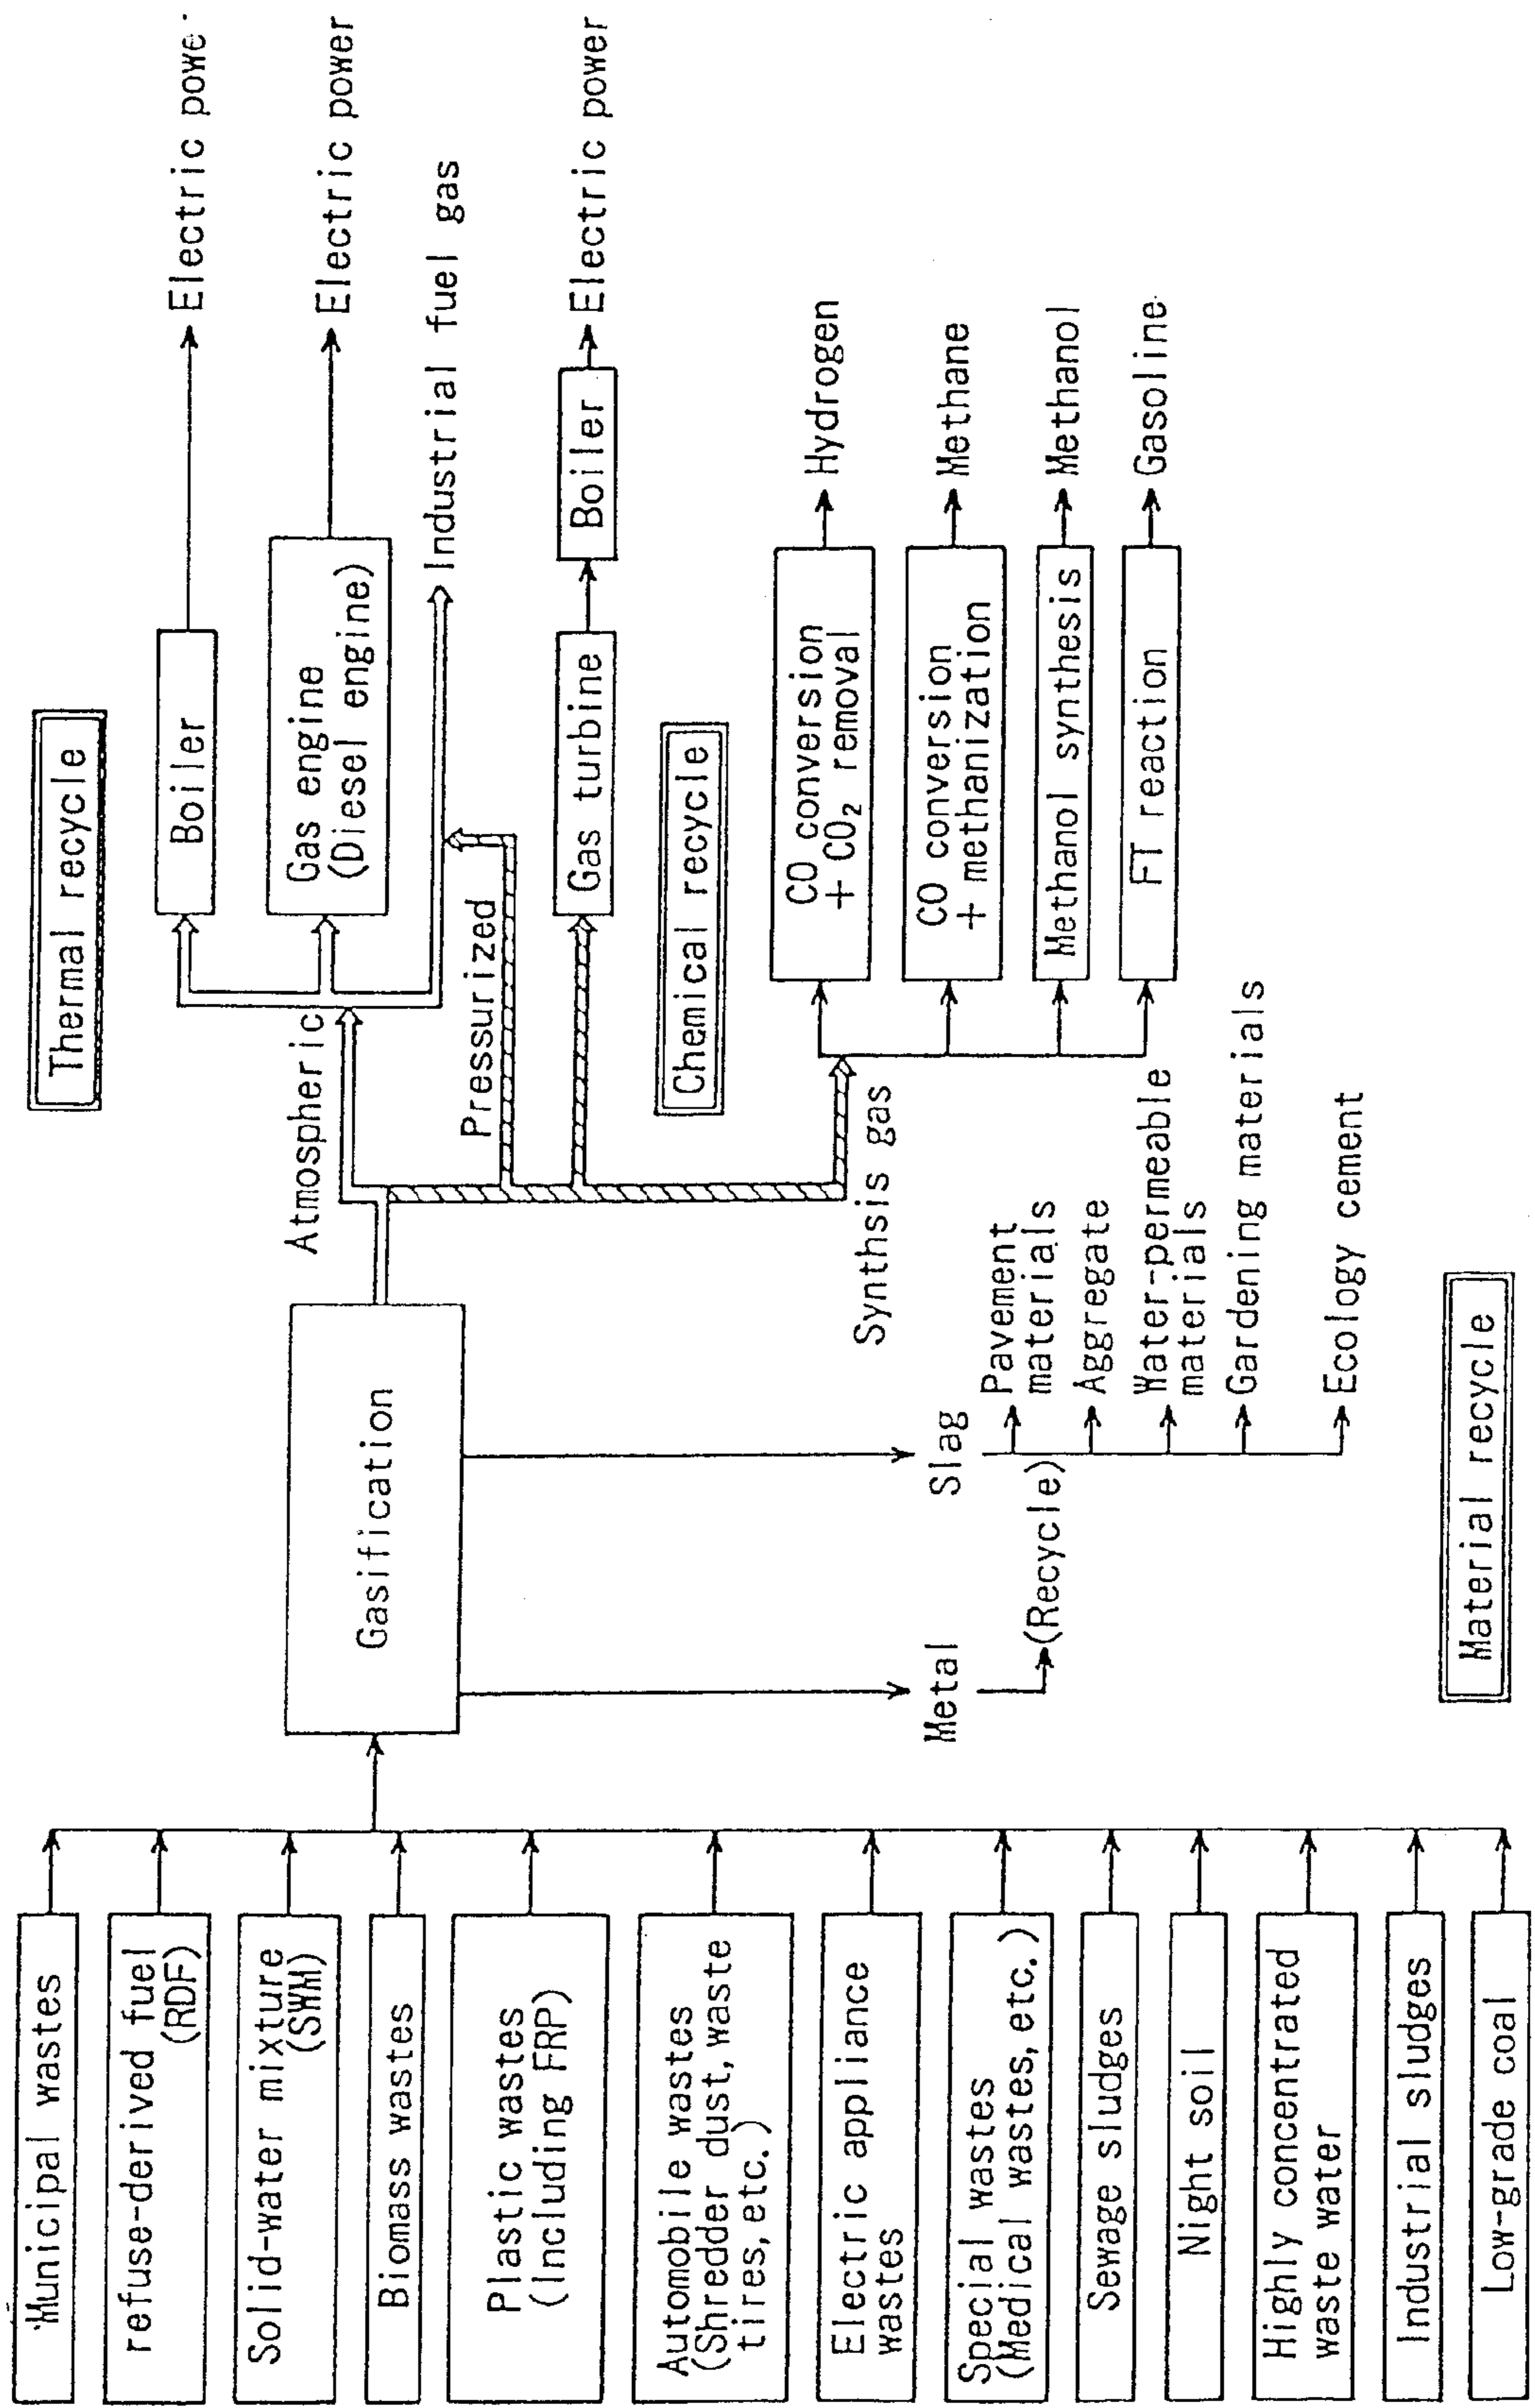 Municipal wastes
refuse-derived fuel
(RDF)
Solid-water mixture
(SWM)
Biomass wastes
Plastic wastes
(Including FRP)
Automobile wastes
(Shredder dust, waste
tires, etc.)
Electric appliance
wastes
Special wastes
(Medical wastes, etc.)
Sewage sludges
Night soil
Highly concentrated
waste water
Industrial sludges
Low-grade coal
Gasification
Metal
(Recycle)
Slag
Pavement
materials
Aggregate
Water-permeable
materials
Gardening materials
Ecology cement
Material recycle
Thermal recycle
Atmospheric
Boiler
Electric power
Gas engine
(Diesel engine)
Electric power
Industrial fuel gas
Pressurized
Gas turbine
Boiler
Electric power
Chemical recycle
Synthsis gas
CO conversion
+ CO₂ removal
Hydrogen
CO conversion
+ methanization
Methane
Methanol synthesis
Methanol
FT reaction
Gasoline